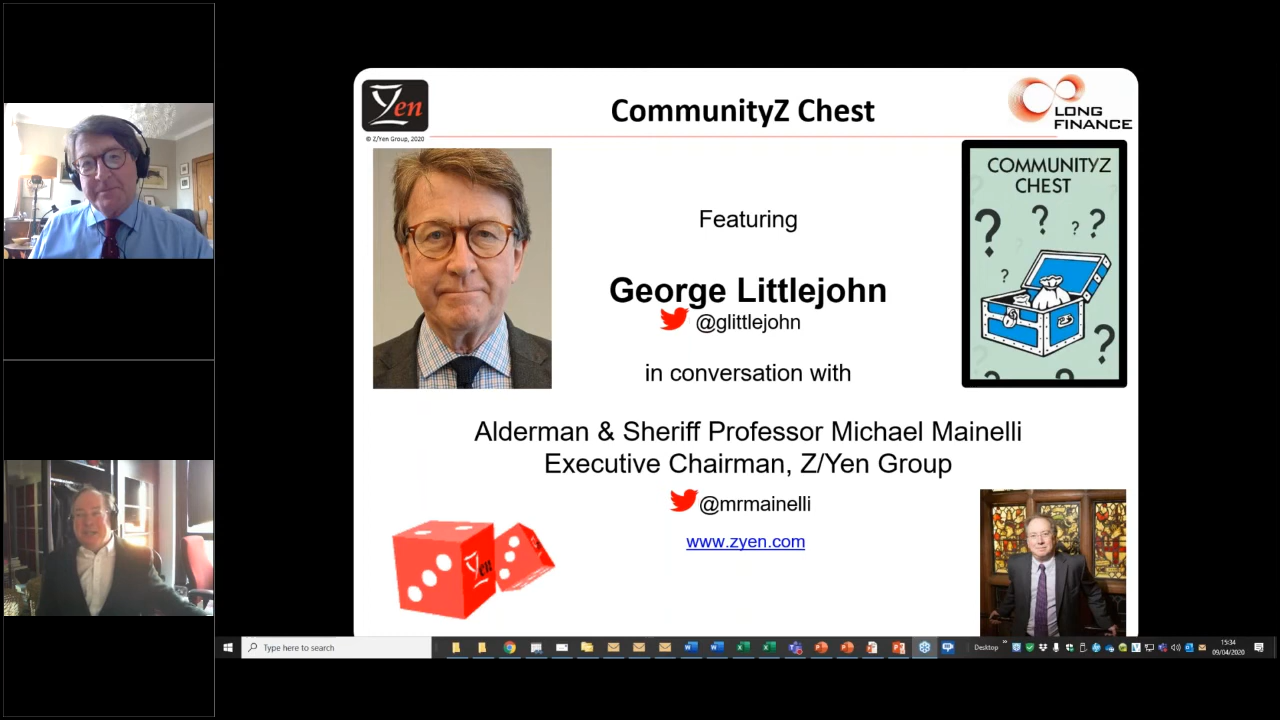 Yen
© Z/Yen Group, 2020
CommunityZ Chest
LONG
FINANCE
COMMUNITYZ
CHEST
? ? ? ? ? ? ?
Featuring
George Littlejohn
@glittlejohn
in conversation with
Alderman & Sheriff Professor Michael Mainelli
Executive Chairman, Z/Yen Group
@mrmainelli
www.zyen.com
Yen
Type here to search
Desktop
15:34
09/04/2020